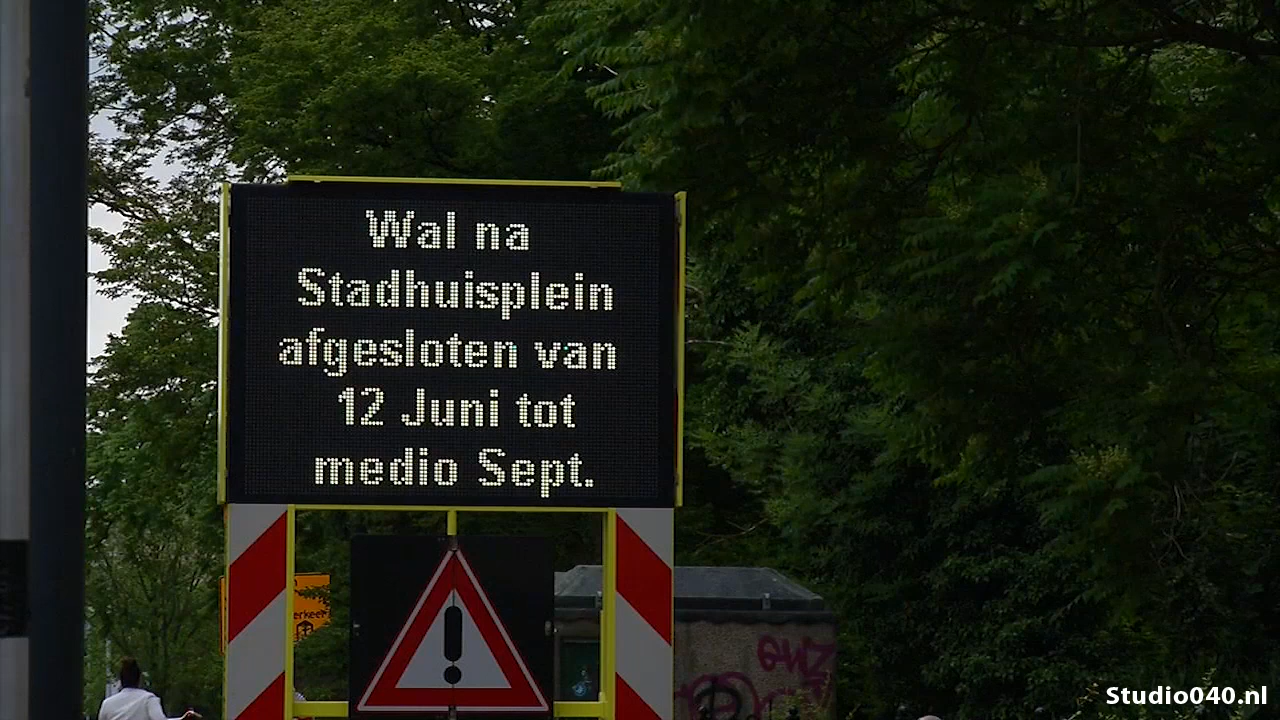 Wal na
Stadhuisplein
afgesloten van
12 Juni tot
medio Sept.
Studio040.nl